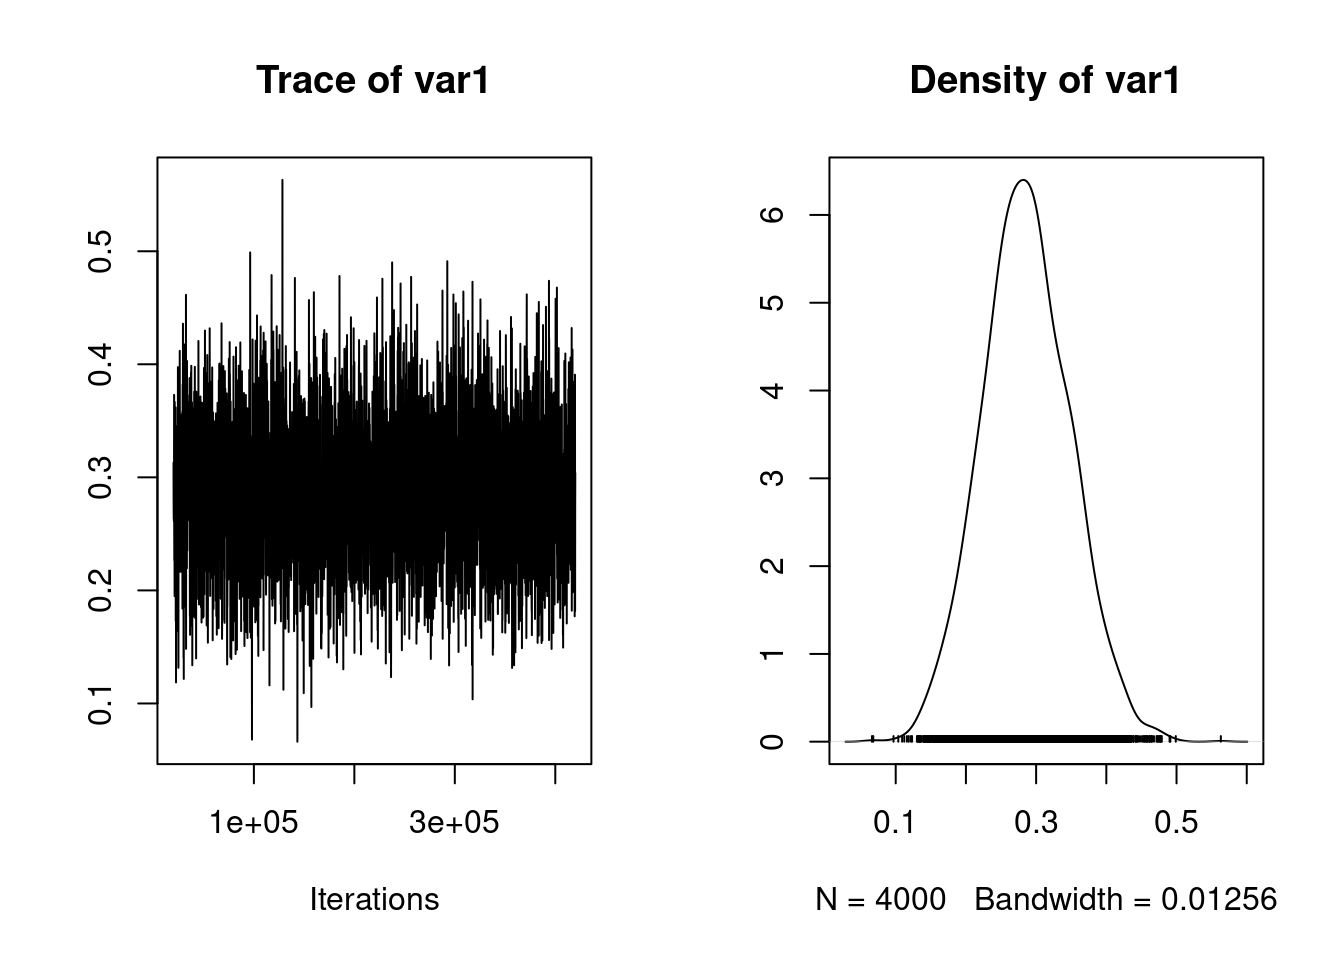 Trace of var1
0.5
0.4
0.3
0.2
0.1
1e+05 3e+05
Iterations
Density of var1
6
5
4
3
2
1
0
0.1 0.3 0.5
N = 4000 Bandwidth = 0.01256